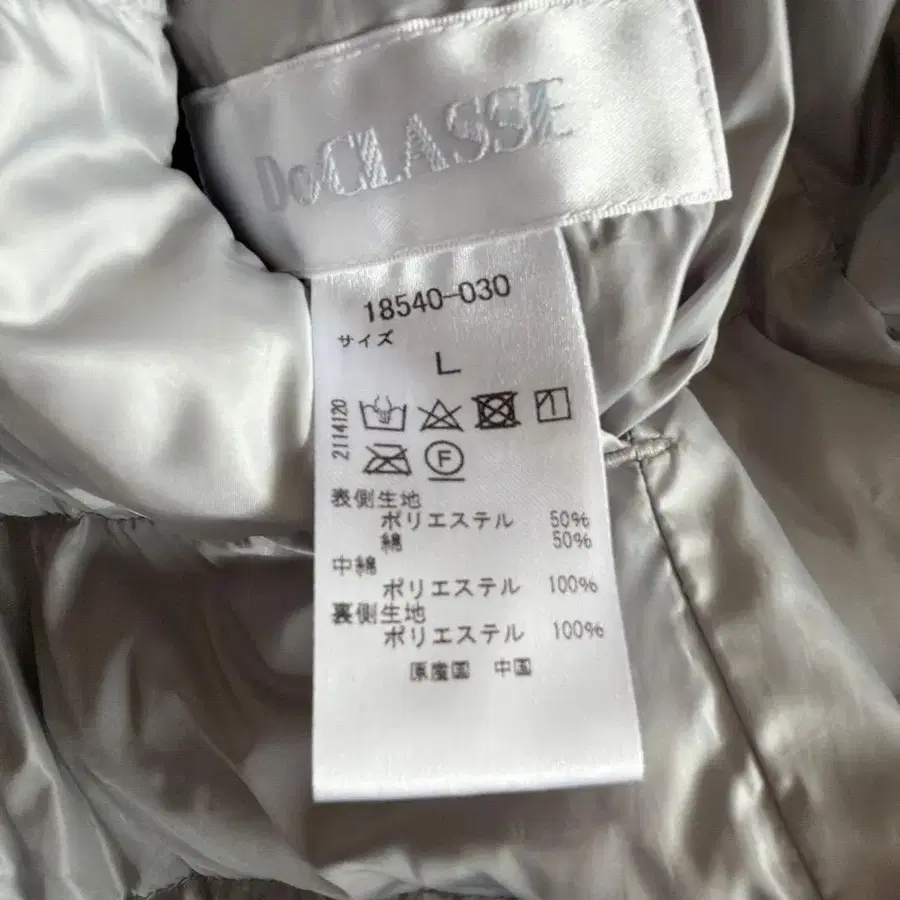 DoCLASSE
18540-030
サイズ
L
2114120
F
表側生地
ポリエステル 50%
綿 50%
中綿
ポリエステル 100%
裏側生地
ポリエステル 100%
原産国 中国